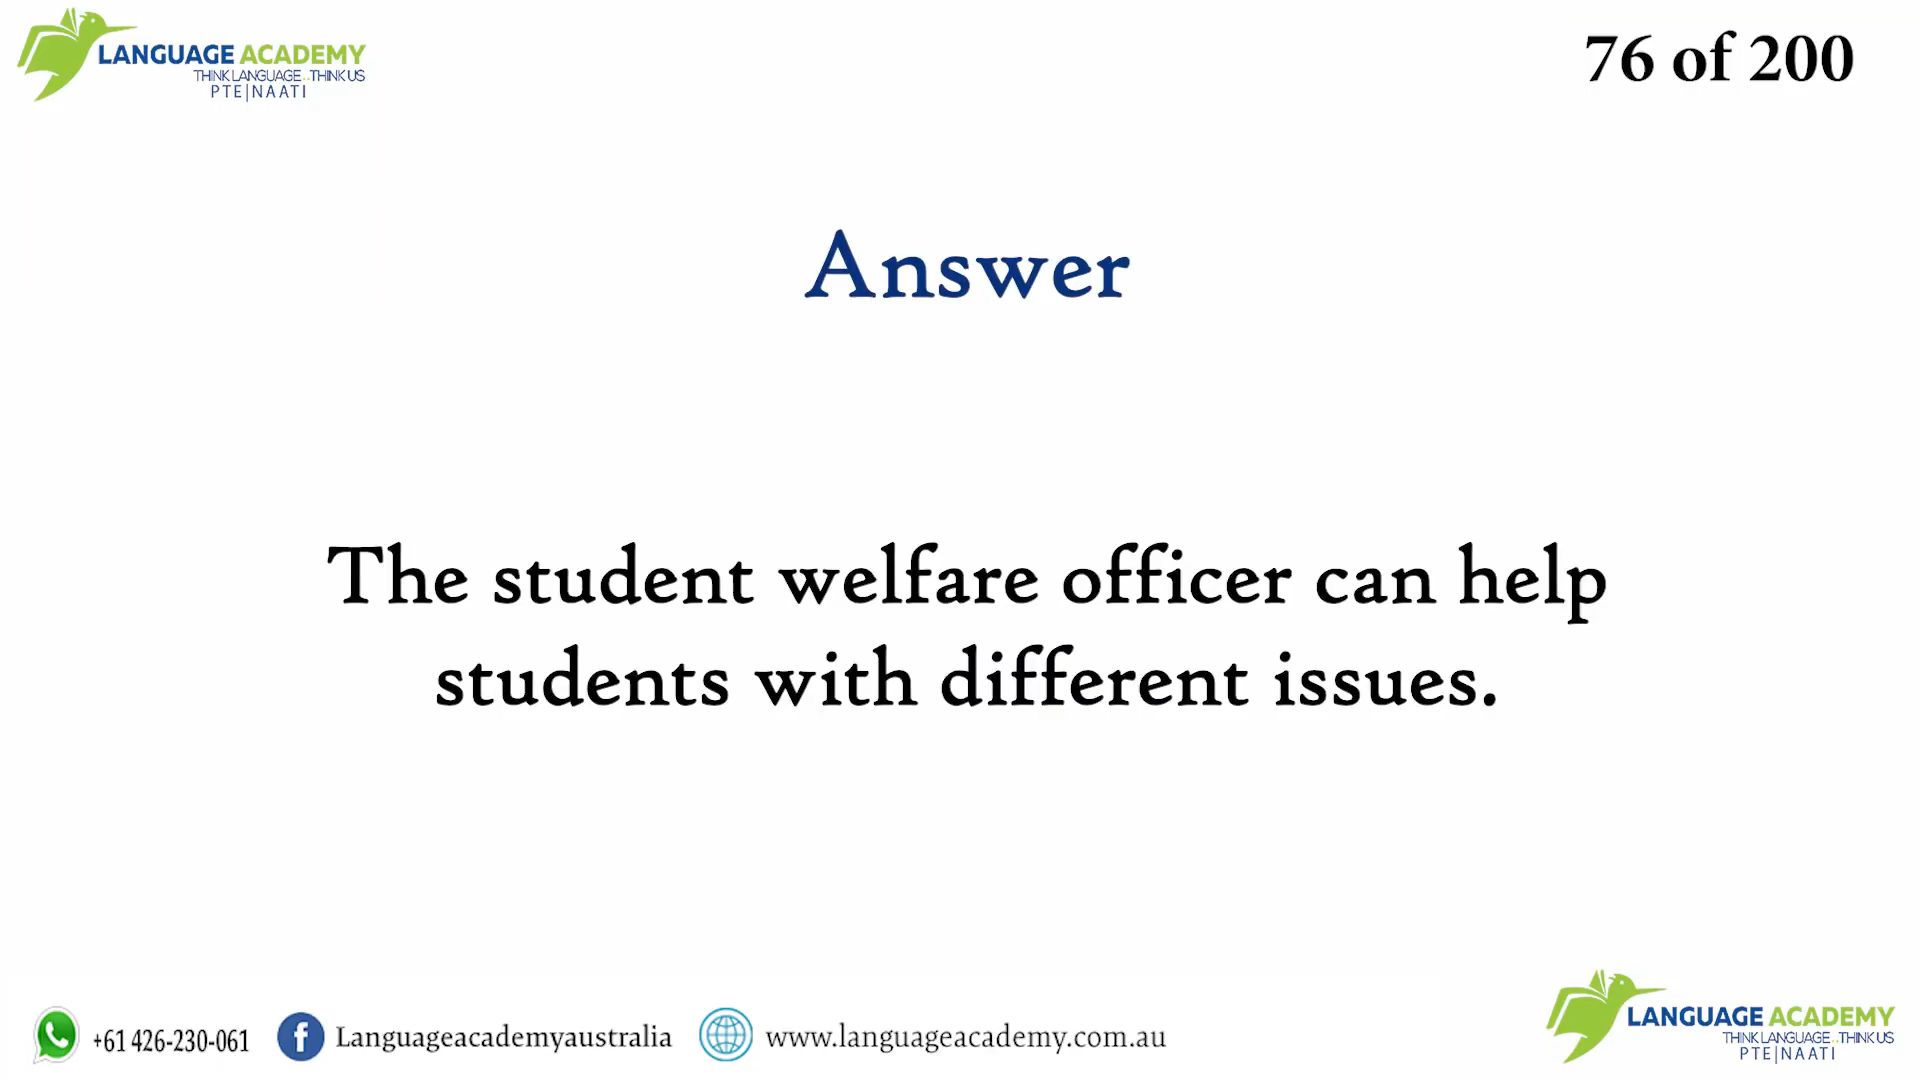 LANGUAGE ACADEMY
THINK LANGUAGE..THINK US
PTE|NAATI
76 of 200
Answer
The student welfare officer can help
students with different issues.
+61 426-230-061
Languageacademyaustralia
www.languageacademy.com.au
LANGUAGE ACADEMY
THINK LANGUAGE..THINK US
PTE|NAATI